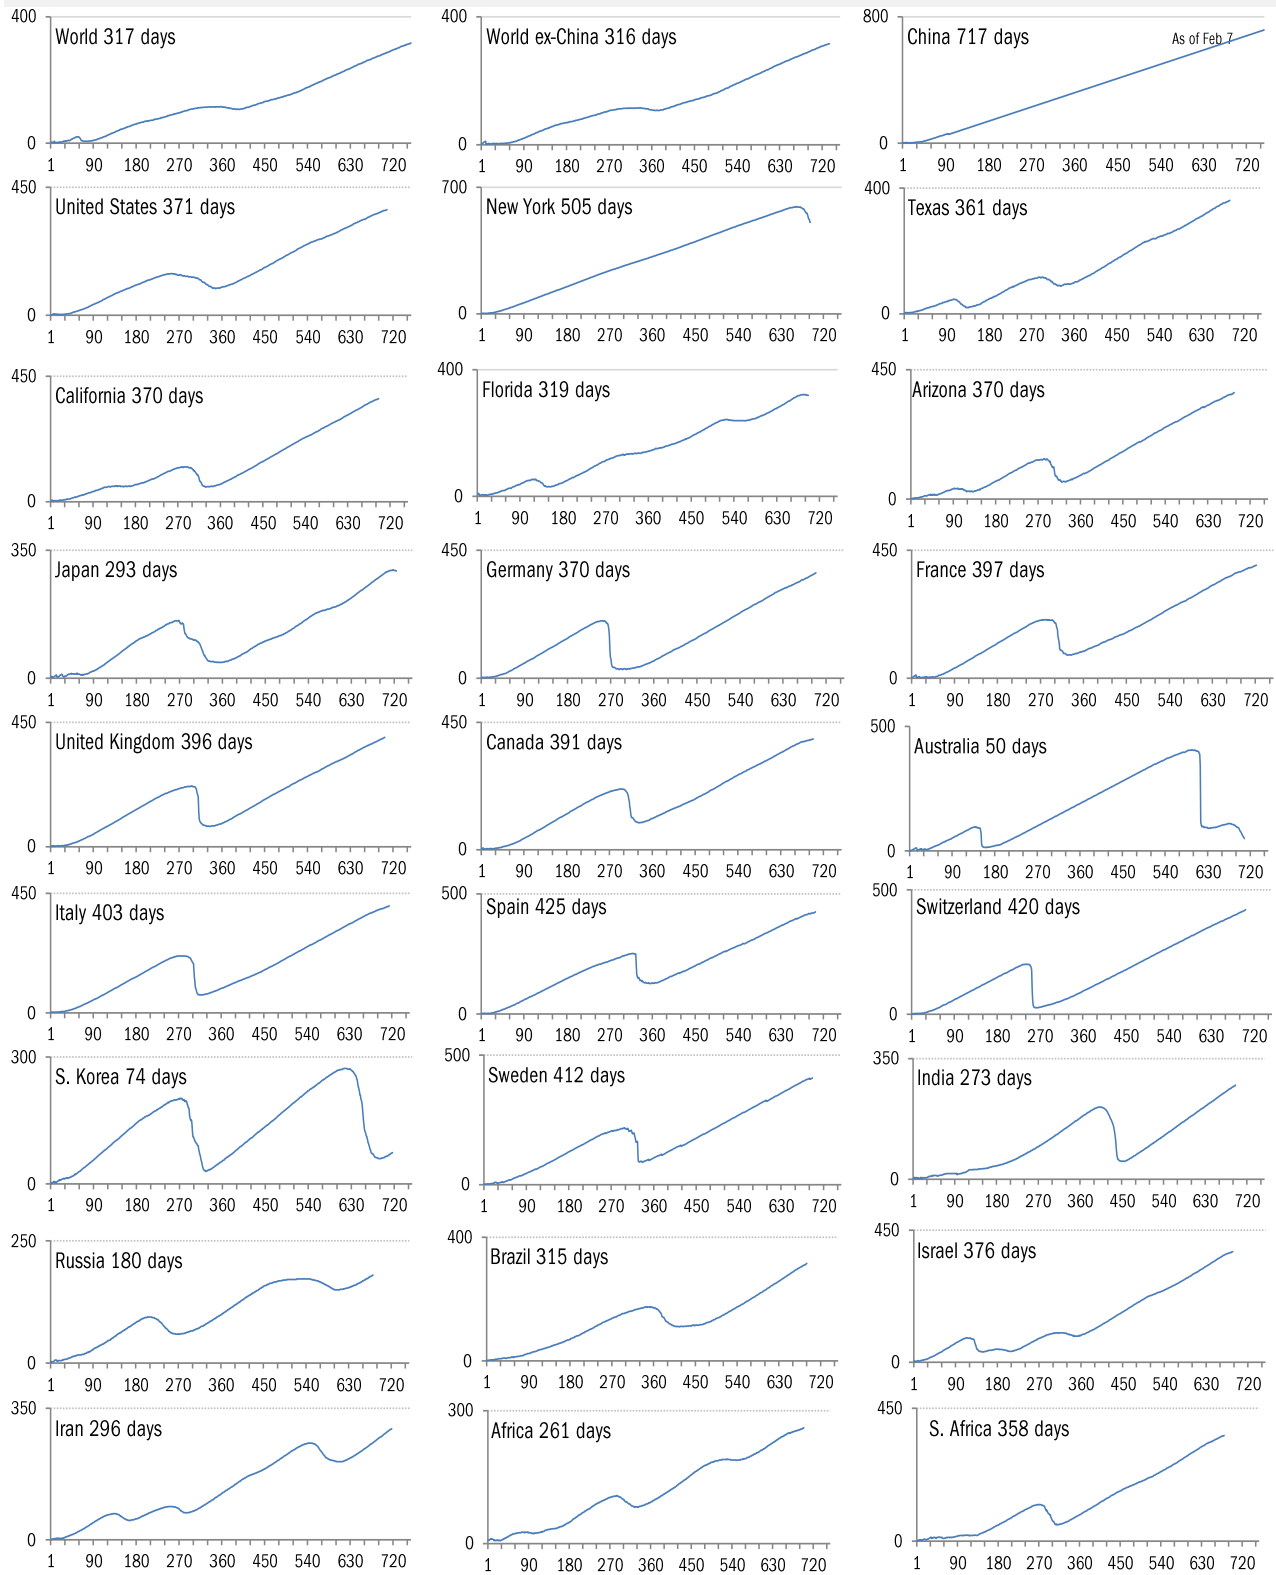 400
World 317 days
0
1 90 180 270 360 450 540 630 720
400
World ex-China 316 days
0
1 90 180 270 360 450 540 630 720
800
China 717 days
As of Feb 7
0
1 90 180 270 360 450 540 630 720
450
United States 371 days
0
1 90 180 270 360 450 540 630 720
700
New York 505 days
0
1 90 180 270 360 450 540 630 720
400
Texas 361 days
0
1 90 180 270 360 450 540 630 720
450
California 370 days
0
1 90 180 270 360 450 540 630 720
400
Florida 319 days
0
1 90 180 270 360 450 540 630 720
450
Arizona 370 days
0
1 90 180 270 360 450 540 630 720
350
Japan 293 days
0
1 90 180 270 360 450 540 630 720
450
Germany 370 days
0
1 90 180 270 360 450 540 630 720
450
France 397 days
0
1 90 180 270 360 450 540 630 720
450
United Kingdom 396 days
0
1 90 180 270 360 450 540 630 720
450
Canada 391 days
0
1 90 180 270 360 450 540 630 720
500
Australia 50 days
0
1 90 180 270 360 450 540 630 720
450
Italy 403 days
0
1 90 180 270 360 450 540 630 720
500
Spain 425 days
0
1 90 180 270 360 450 540 630 720
500
Switzerland 420 days
0
1 90 180 270 360 450 540 630 720
300
S. Korea 74 days
0
1 90 180 270 360 450 540 630 720
500
Sweden 412 days
0
1 90 180 270 360 450 540 630 720
350
India 273 days
0
1 90 180 270 360 450 540 630 720
250
Russia 180 days
0
1 90 180 270 360 450 540 630 720
400
Brazil 315 days
0
1 90 180 270 360 450 540 630 720
450
Israel 376 days
0
1 90 180 270 360 450 540 630 720
350
Iran 296 days
0
1 90 180 270 360 450 540 630 720
300
Africa 261 days
0
1 90 180 270 360 450 540 630 720
450
S. Africa 358 days
0
1 90 180 270 360 450 540 630 720